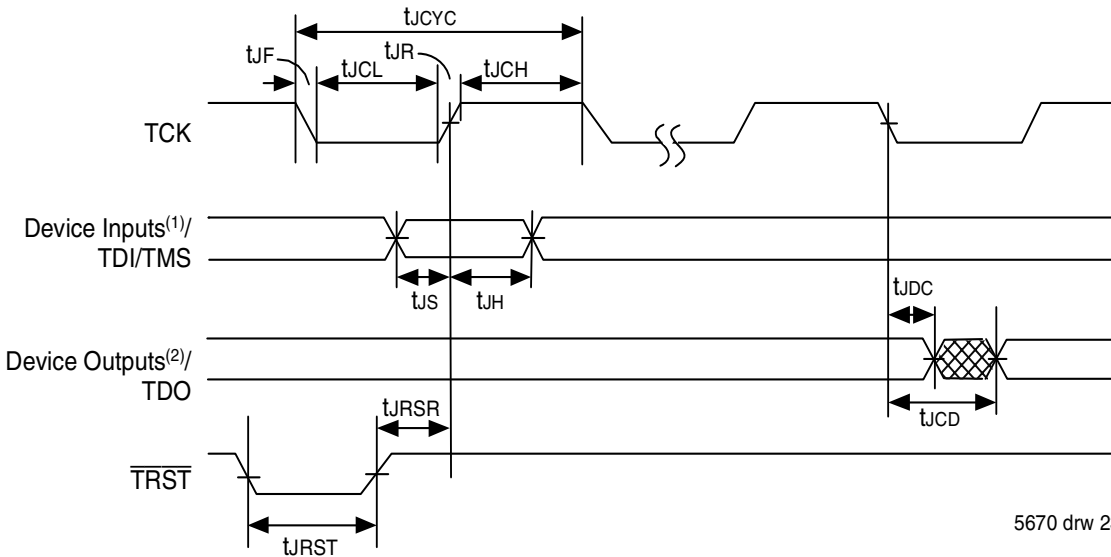 tJCYC
tJF
tJCL
tJR
tJCH
TCK
Device Inputs(1)/
TDI/TMS
tJS
tJH
tJDC
Device Outputs(2)/
TDO
tJRSR
tJCD
TRST
tJRST
5670 drw 2